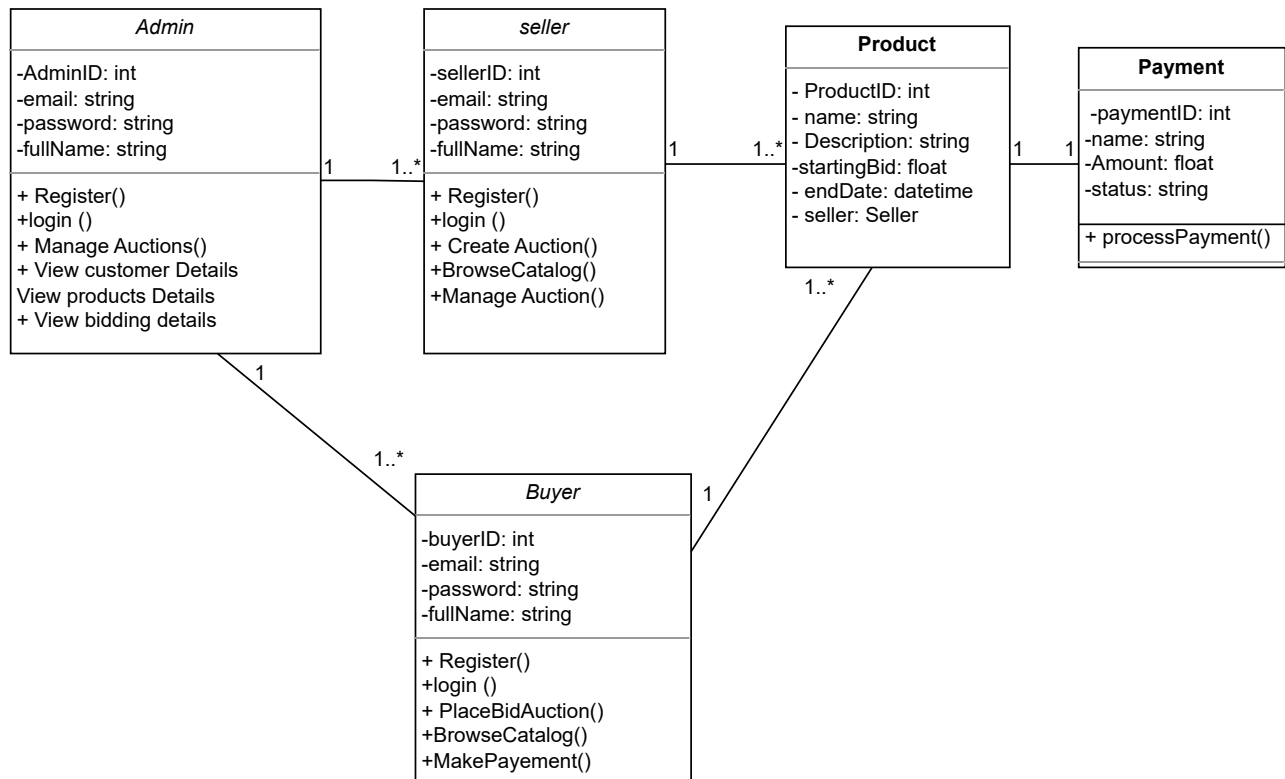 Admin
-AdminID: int
-email: string
-password: string
-fullName: string
+ Register()
+login ()
+ Manage Auctions()
+ View customer Details
View products Details
+ View bidding details
1
1..*
seller
-sellerID: int
-email: string
-password: string
-fullName: string
+ Register()
+login ()
+ Create Auction()
+BrowseCatalog()
+Manage Auction()
1
1..*
Product
- ProductID: int
- name: string
- Description: string
-startingBid: float
- endDate: datetime
- seller: Seller
1
1
Payment
-paymentID: int
-name: string
-Amount: float
-status: string
+ processPayment()
1
1..*
1..*
1
Buyer
-buyerID: int
-email: string
-password: string
-fullName: string
+ Register()
+login ()
+ PlaceBidAuction()
+BrowseCatalog()
+MakePayement()